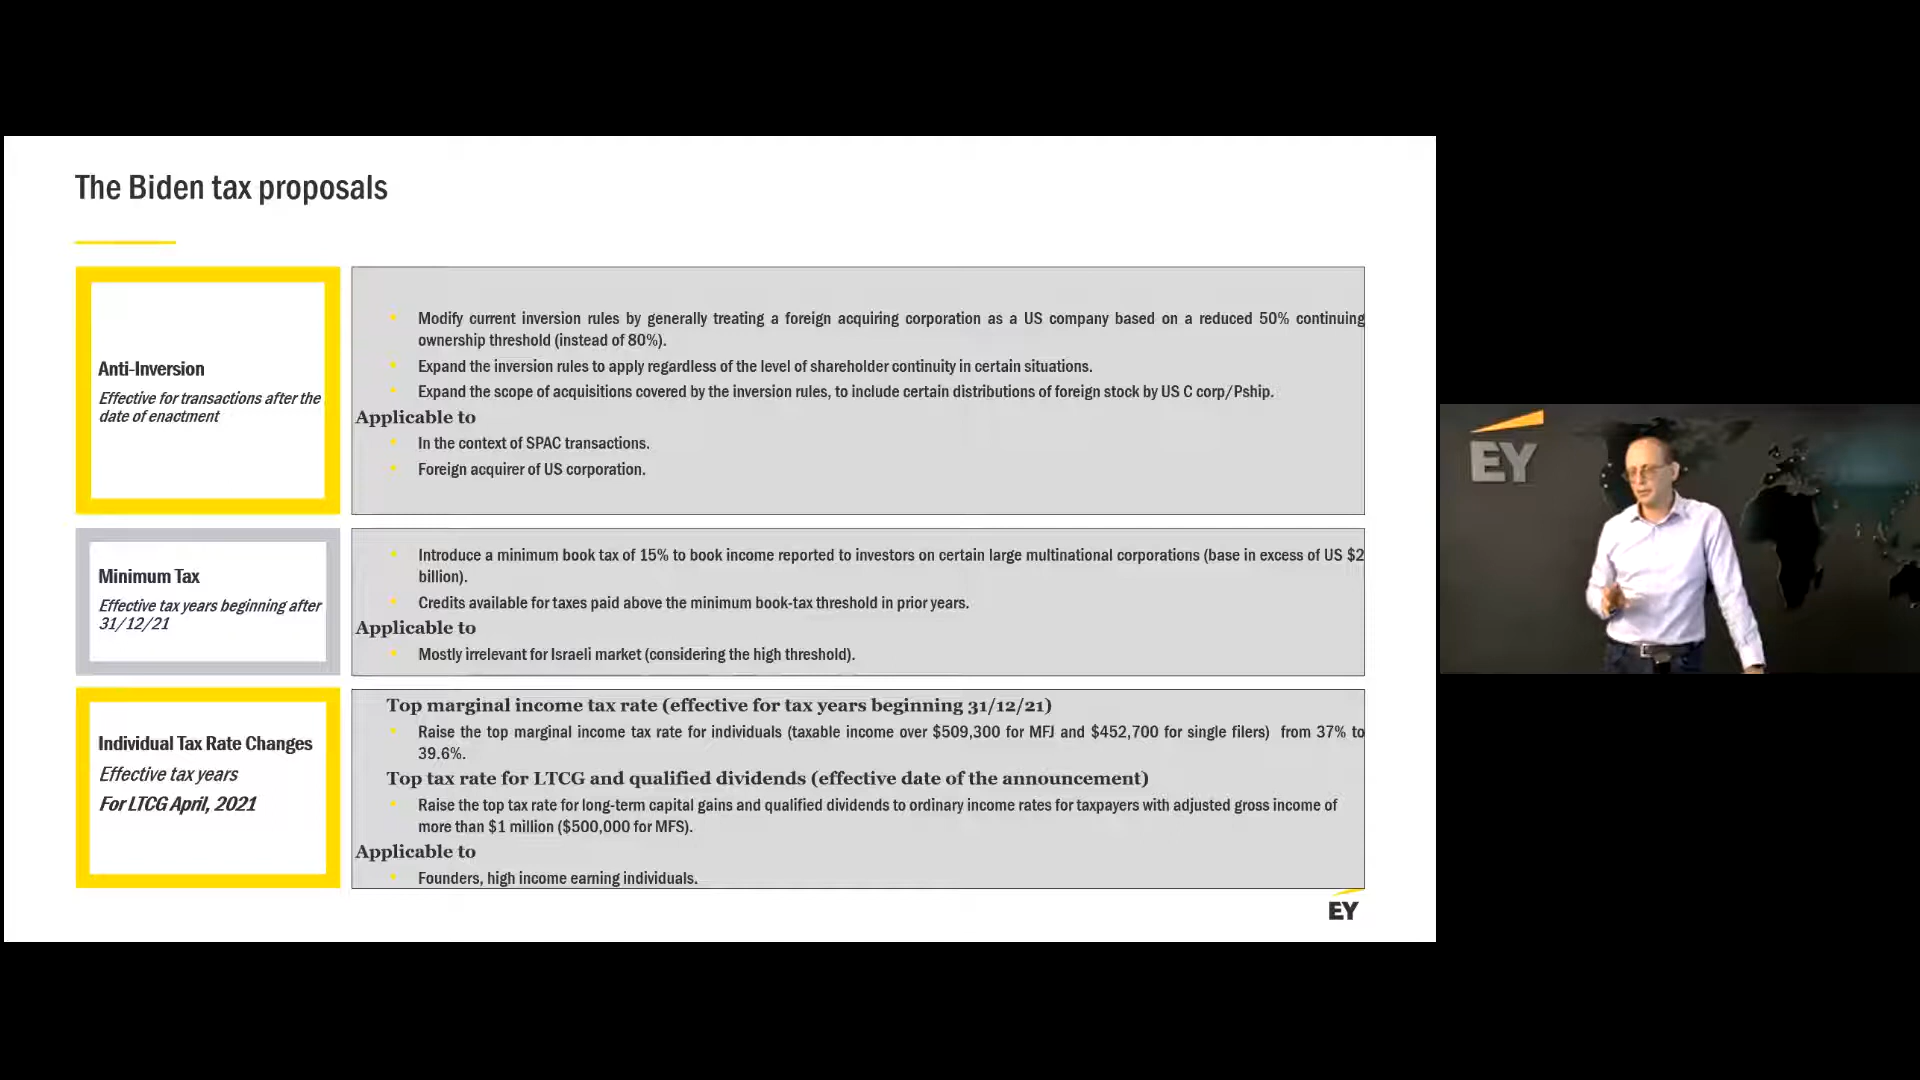 The Biden tax proposals
Anti-Inversion
Effective for transactions after the
date of enactment
Modify current inversion rules by generally treating a foreign acquiring corporation as a US company based on a reduced 50% continuing
ownership threshold (instead of 80%).
Expand the inversion rules to apply regardless of the level of shareholder continuity in certain situations.
Expand the scope of acquisitions covered by the inversion rules, to include certain distributions of foreign stock by US C corp/Pship.
Applicable to
In the context of SPAC transactions.
Foreign acquirer of US corporation.
Minimum Tax
Effective tax years beginning after
31/12/21
Introduce a minimum book tax of 15% to book income reported to investors on certain large multinational corporations (base in excess of US $2
billion).
Credits available for taxes paid above the minimum book-tax threshold in prior years.
Applicable to
Mostly irrelevant for Israeli market (considering the high threshold).
Individual Tax Rate Changes
Effective tax years
For LTCG April, 2021
Top marginal income tax rate (effective for tax years beginning 31/12/21)
Raise the top marginal income tax rate for individuals (taxable income over $509,300 for MFJ and $452,700 for single filers) from 37% to
39.6%.
Top tax rate for LTCG and qualified dividends (effective date of the announcement)
Raise the top tax rate for long-term capital gains and qualified dividends to ordinary income rates for taxpayers with adjusted gross income of
more than $1 million ($500,000 for MFS).
Applicable to
Founders, high income earning individuals.
EY
EY